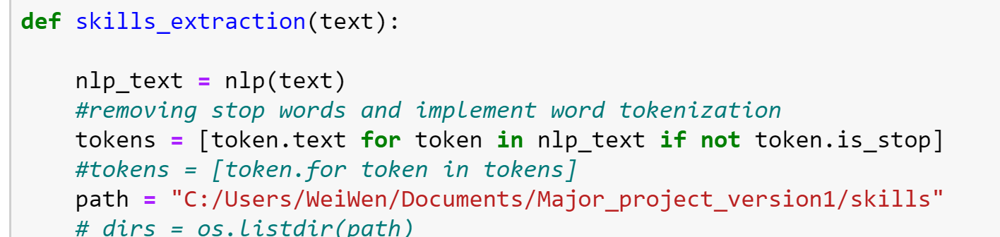 def skills_extraction(text):
nlp_text = nlp(text)
#removing stop words and implement word tokenization
tokens = [token.text for token in nlp_text if not token.is_stop]
#tokens = [token.for token in tokens]
path = "C:/Users/WeiWen/Documents/Major_project_version1/skills"
# dirs = os.listdir(path)